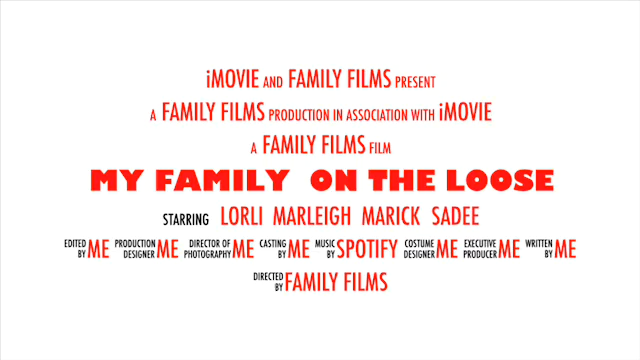 iMOVIE AND FAMILY FILMS PRESENT
A FAMILY FILMS PRODUCTION IN ASSOCIATION WITH iMOVIE
A FAMILY FILMS FILM
MY FAMILY ON THE LOOSE
STARRING LORLI MARLEIGH MARICK SADEE
EDITED BY ME PRODUCTION DESIGNER ME DIRECTOR OF PHOTOGRAPHY ME CASTING BY ME MUSIC BY SPOTIFY COSTUME DESIGNER ME EXECUTIVE PRODUCER ME WRITTEN BY ME
DIRECTED BY FAMILY FILMS